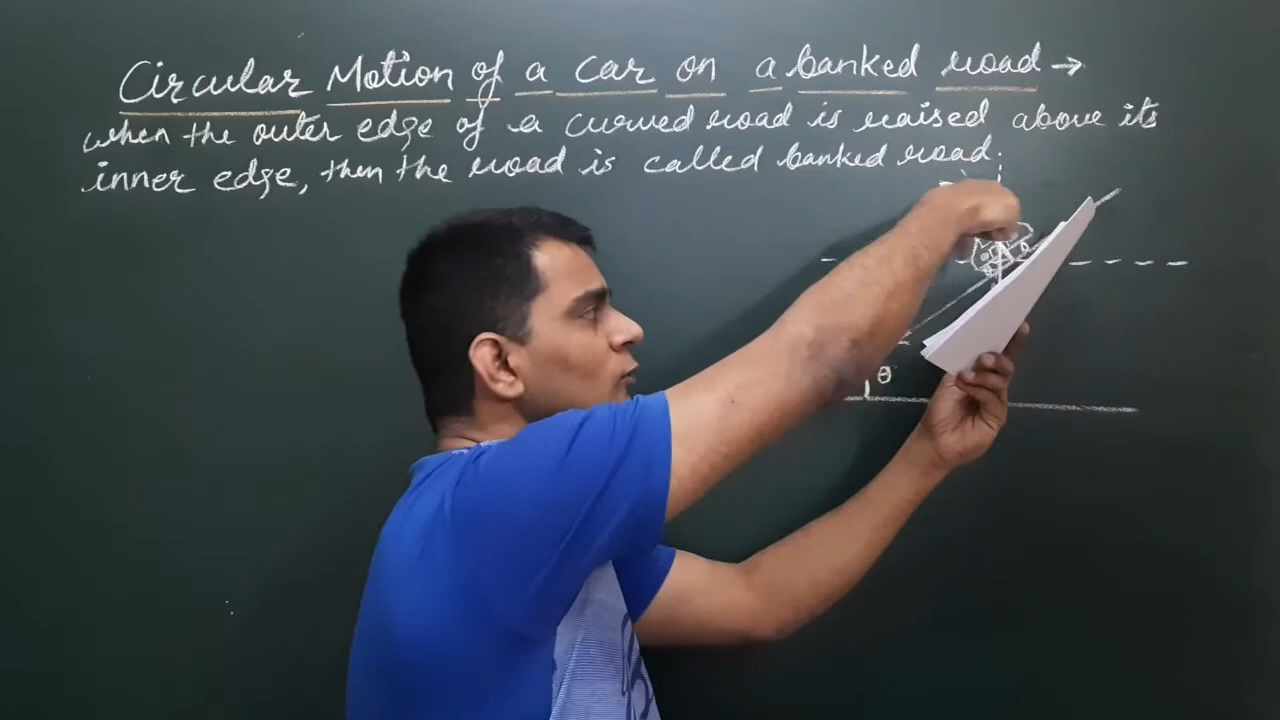 Circular Motion of a car on a banked road →
when the outer edge of a curved road is raised above its
inner edge, then the road is called banked road.
θ